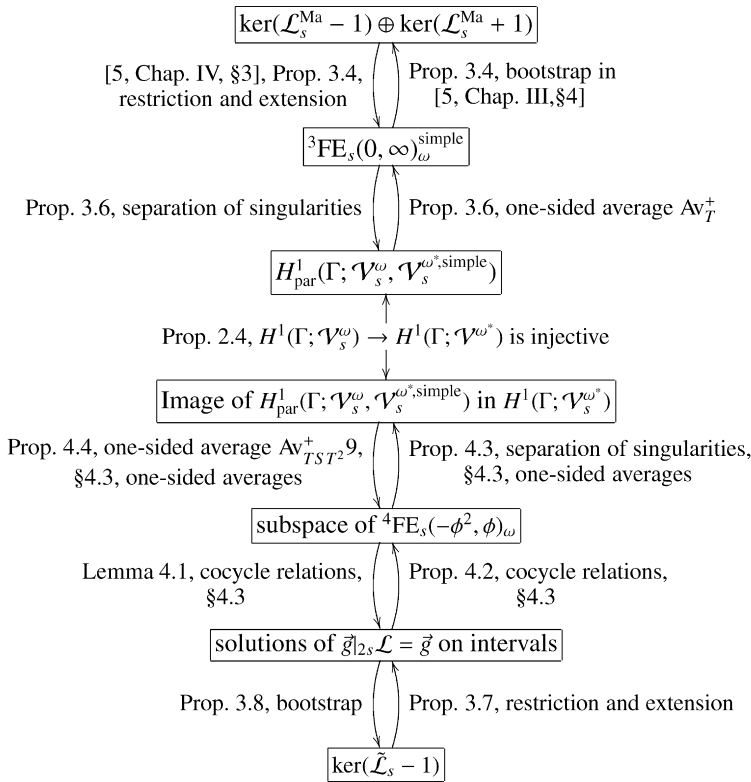 ker(ℒ_s^Ma − 1) ⊕ ker(ℒ_s^Ma + 1)
[5, Chap. IV, §3], Prop. 3.4,
restriction and extension
Prop. 3.4, bootstrap in
[5, Chap. III,§4]
³FE_s(0, ∞)_ω^simple
Prop. 3.6, separation of singularities
Prop. 3.6, one-sided average Av_T^+
H^1_par(Γ; 𝒱_s^ω, 𝒱_s^{ω*,simple})
Prop. 2.4, H^1(Γ; 𝒱_s^ω) → H^1(Γ; 𝒱^{ω*}) is injective
Image of H^1_par(Γ; 𝒱_s^ω, 𝒱_s^{ω*,simple}) in H^1(Γ; 𝒱_s^{ω*})
Prop. 4.4, one-sided average Av^+_{TST^2}9,
§4.3, one-sided averages
Prop. 4.3, separation of singularities,
§4.3, one-sided averages
subspace of ⁴FE_s(−ϕ², ϕ)_ω
Lemma 4.1, cocycle relations,
§4.3
Prop. 4.2, cocycle relations,
§4.3
solutions of g⃗|_{2s}ℒ = g⃗ on intervals
Prop. 3.8, bootstrap
Prop. 3.7, restriction and extension
ker(ℒ̃_s − 1)